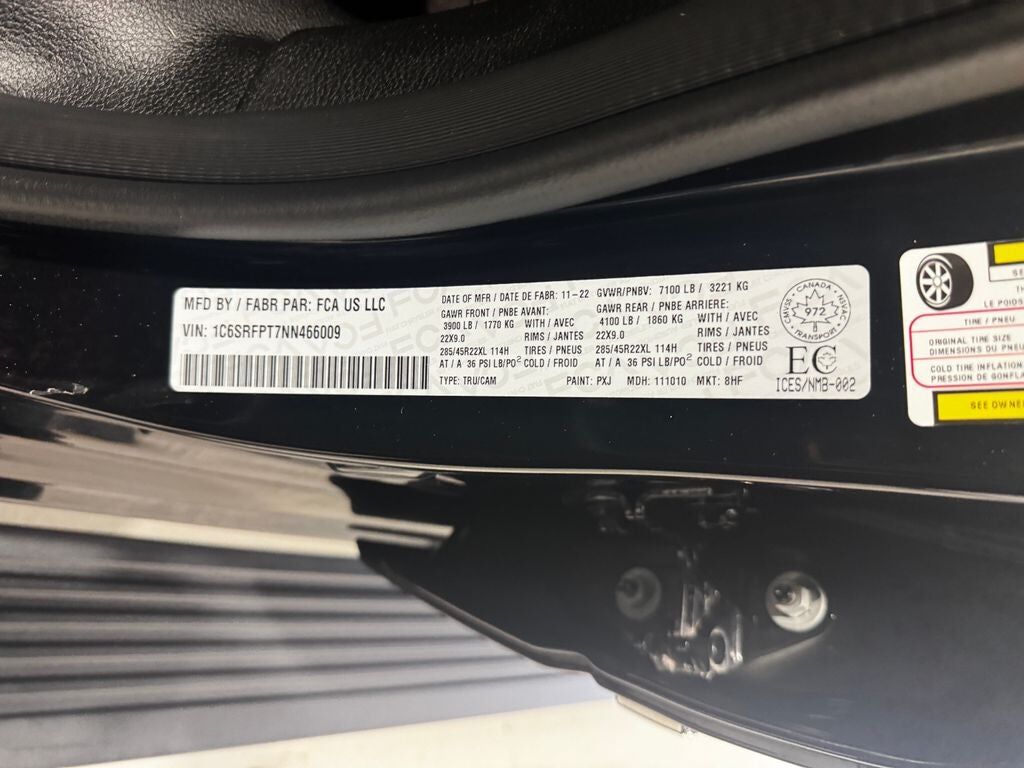 MFD BY / FABR PAR: FCA US LLC
VIN: 1C6SRFPT7NN466009
DATE OF MFR / DATE DE FABR: 11-22 GVWR/PNBV: 7100 LB / 3221 KG
GAWR FRONT / PNBE AVANT: GAWR REAR / PNBE ARRIERE:
3900 LB / 1770 KG WITH / AVEC 4100 LB / 1860 KG WITH / AVEC
22X9.0 RIMS / JANTES 22X9.0 RIMS / JANTES
285/45R22XL 114H TIRES / PNEUS 285/45R22XL 114H TIRES / PNEUS
AT / A 36 PSI LB/PO² COLD / FROID AT / A 36 PSI LB/PO² COLD / FROID
TYPE: TRU/CAM PAINT: PXJ MDH: 111010 MKT: 8HF
CANADA
CMVSS
NSVAC
972
TRANSPORT
EC
ICES/NMB-002
THE
LE POIDS
TIRE / PNEU
ORIGINAL TIRE SIZE
DIMENSIONS DU PNEU
COLD TIRE INFLATION
PRESSION DE GONFLA
SEE OWNE